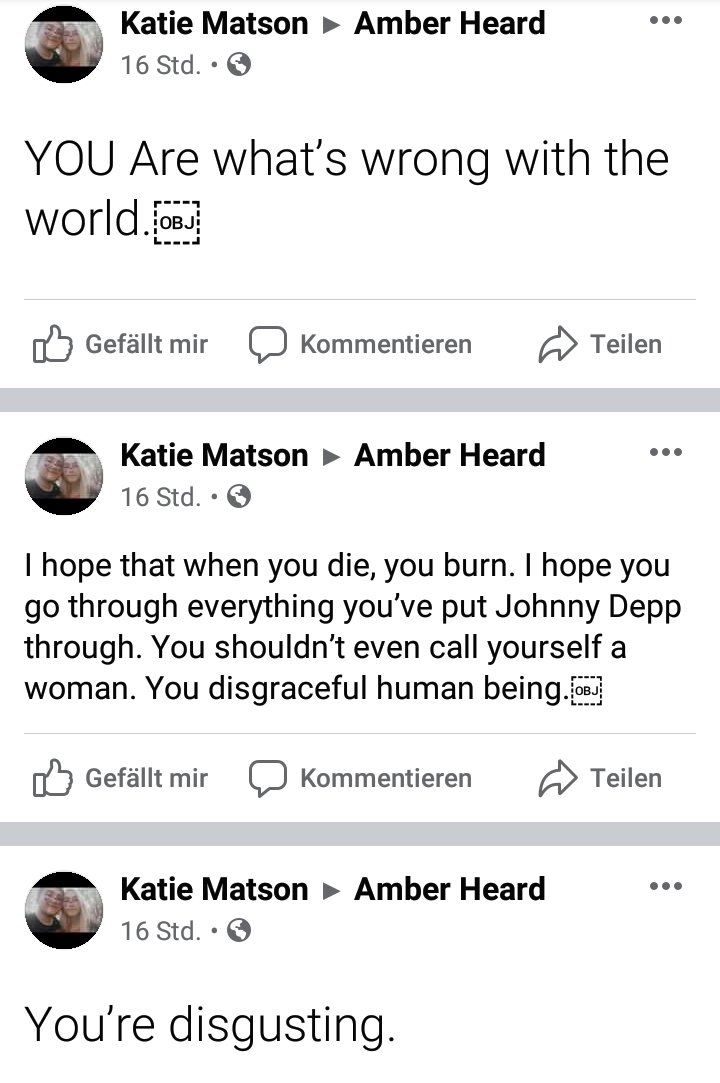 Katie Matson ▶ Amber Heard
16 Std. •
YOU Are what’s wrong with the
world.OBJ
Gefällt mir Kommentieren Teilen
Katie Matson ▶ Amber Heard
16 Std. •
I hope that when you die, you burn. I hope you
go through everything you’ve put Johnny Depp
through. You shouldn’t even call yourself a
woman. You disgraceful human being.OBJ
Gefällt mir Kommentieren Teilen
Katie Matson ▶ Amber Heard
16 Std. •
You’re disgusting.